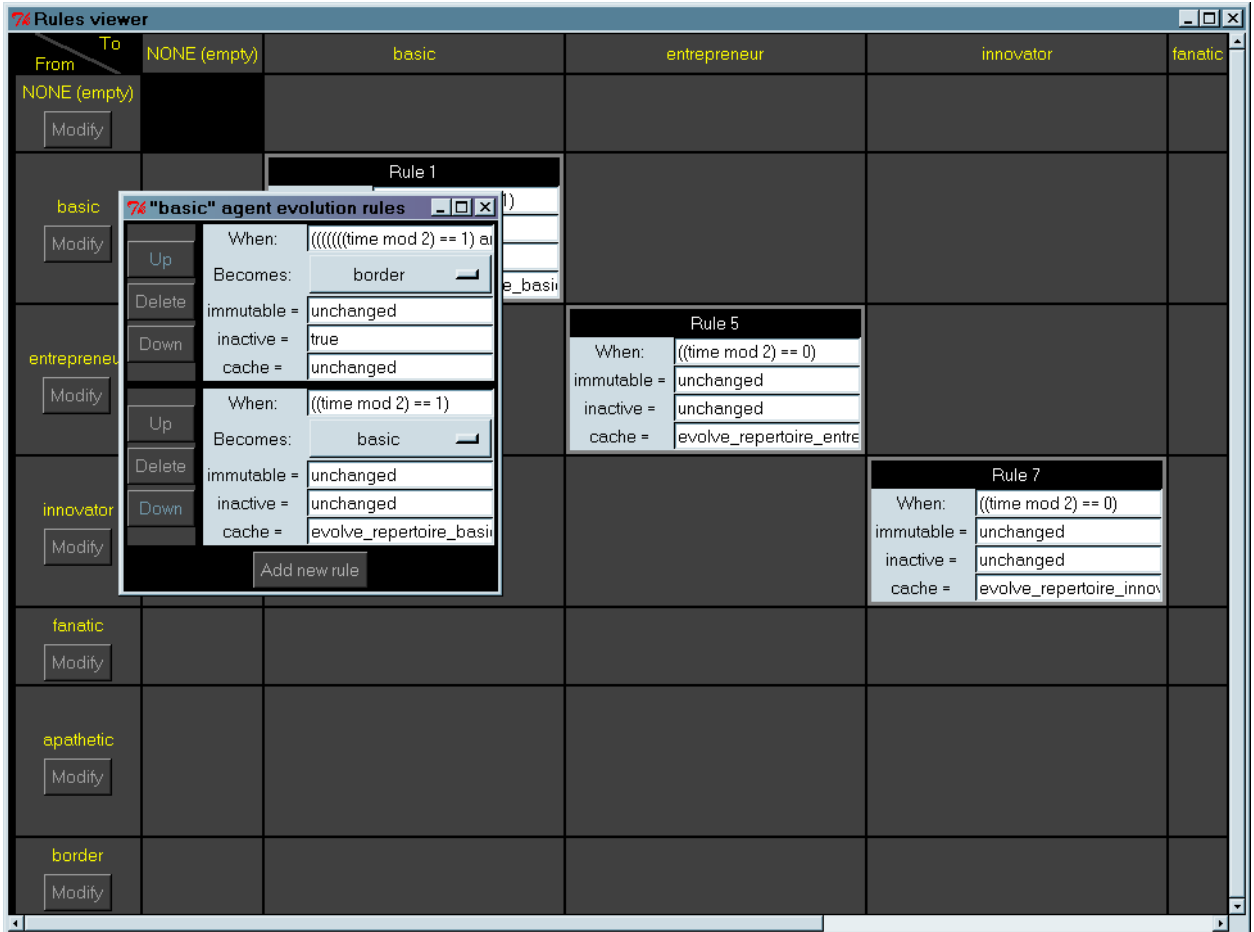 Rules viewer
To
From
NONE (empty)
basic
entrepreneur
innovator
fanatic
NONE (empty)
Modify
basic
Modify
Rule 1
1)
e_basi
"basic" agent evolution rules
Up
Delete
Down
When:
(((((((time mod 2) == 1) a
Becomes:
border
immutable =
unchanged
inactive =
true
cache =
unchanged
Up
Delete
Down
When:
((time mod 2) == 1)
Becomes:
basic
immutable =
unchanged
inactive =
unchanged
cache =
evolve_repertoire_basi
Add new rule
entrepreneu
Modify
Rule 5
When:
((time mod 2) == 0)
immutable =
unchanged
inactive =
unchanged
cache =
evolve_repertoire_entre
innovator
Modify
Rule 7
When:
((time mod 2) == 0)
immutable =
unchanged
inactive =
unchanged
cache =
evolve_repertoire_inno
fanatic
Modify
apathetic
Modify
border
Modify